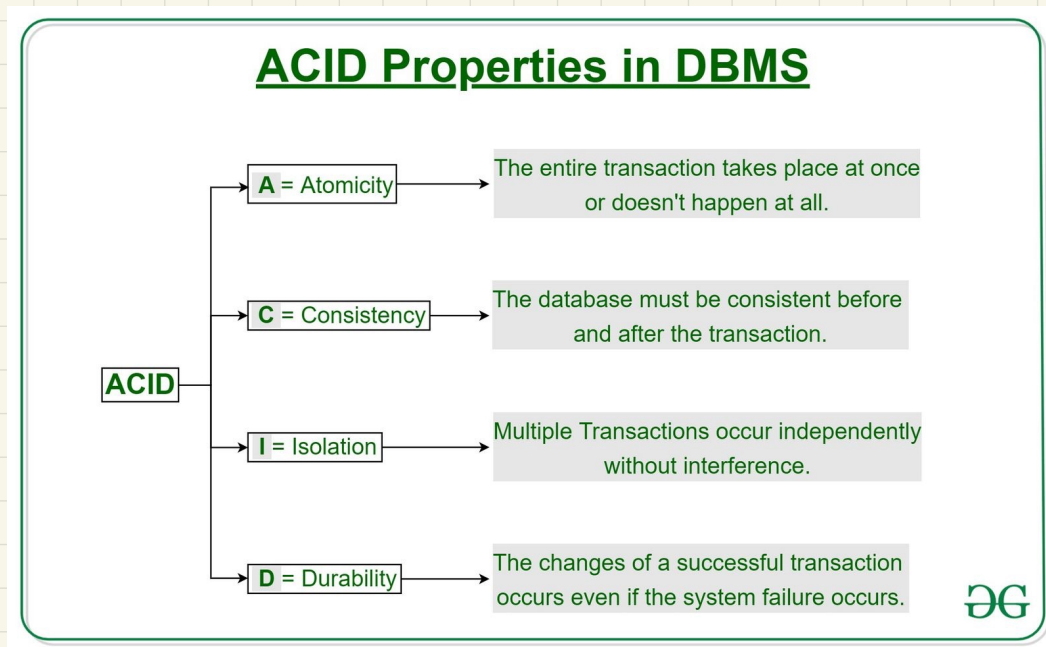 ACID Properties in DBMS
A = Atomicity
The entire transaction takes place at once
or doesn't happen at all.
C = Consistency
The database must be consistent before
and after the transaction.
ACID
I = Isolation
Multiple Transactions occur independently
without interference.
D = Durability
The changes of a successful transaction
occurs even if the system failure occurs.